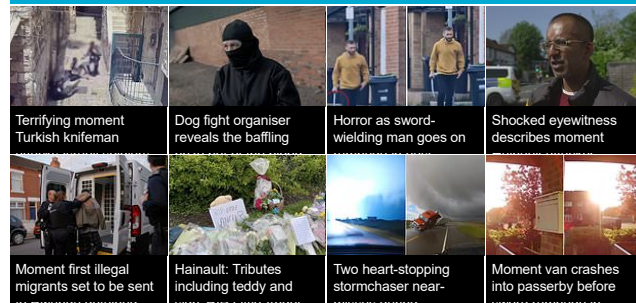 Terrifying moment
Turkish knifeman
Dog fight organiser
reveals the baffling
Horror as sword-
wielding man goes on
Shocked eyewitness
describes moment
Moment first illegal
migrants set to be sent
Hainault: Tributes
including teddy and
Two heart-stopping
stormchaser near-
Moment van crashes
into passerby before